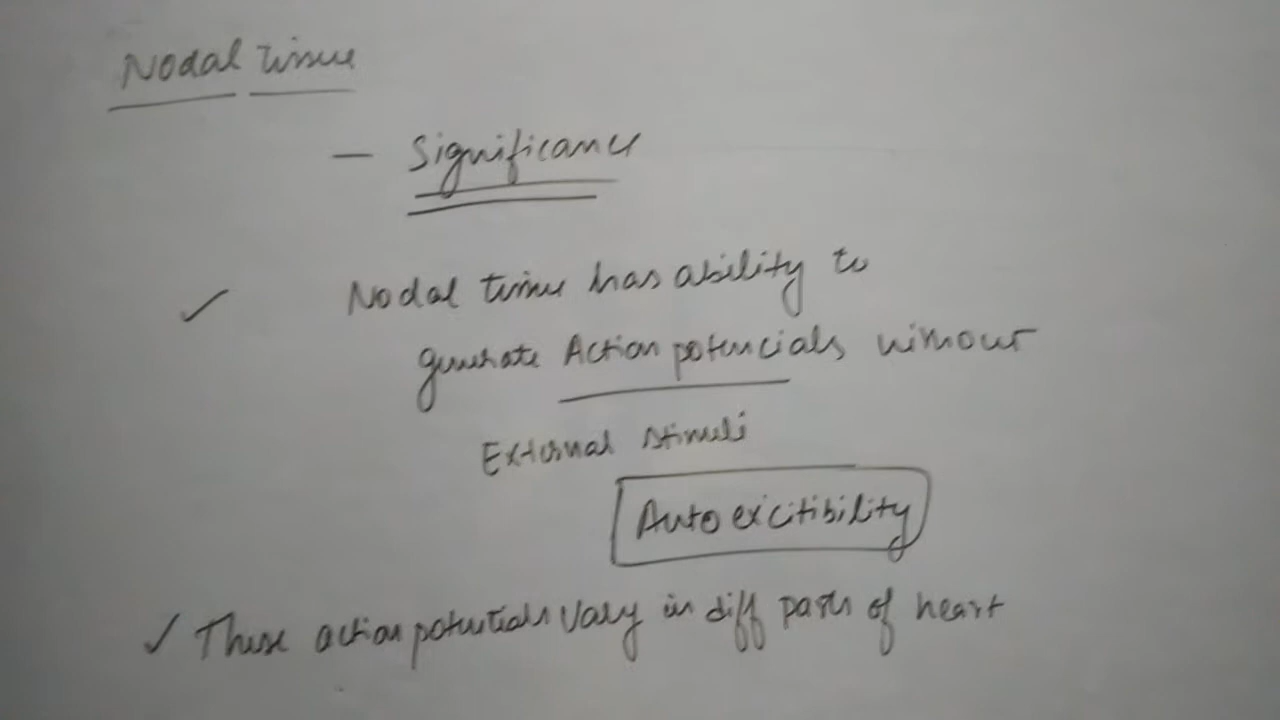 Nodal tissue
- Significance
✓ Nodal tissue has ability to
generate Action potencials without
External stimuli
Auto excitibility
✓ These action potentials vary in diff parts of heart